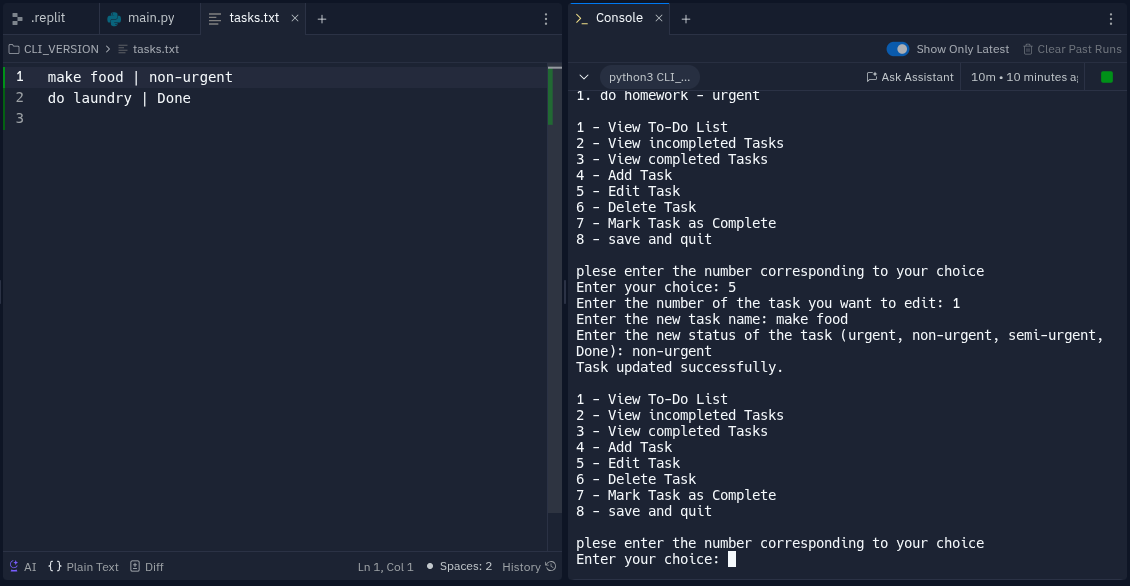 .replit
main.py
tasks.txt
CLI_VERSION > tasks.txt
1 make food | non-urgent
2 do laundry | Done
3
AI
{} Plain Text
Diff
Ln 1, Col 1
Spaces: 2
History
Console
Show Only Latest
Clear Past Runs
python3 CLI_...
Ask Assistant
10m • 10 minutes a
1. do homework - urgent
1 - View To-Do List
2 - View incompleted Tasks
3 - View completed Tasks
4 - Add Task
5 - Edit Task
6 - Delete Task
7 - Mark Task as Complete
8 - save and quit
plese enter the number corresponding to your choice
Enter your choice: 5
Enter the number of the task you want to edit: 1
Enter the new task name: make food
Enter the new status of the task (urgent, non-urgent, semi-urgent,
Done): non-urgent
Task updated successfully.
1 - View To-Do List
2 - View incompleted Tasks
3 - View completed Tasks
4 - Add Task
5 - Edit Task
6 - Delete Task
7 - Mark Task as Complete
8 - save and quit
plese enter the number corresponding to your choice
Enter your choice: